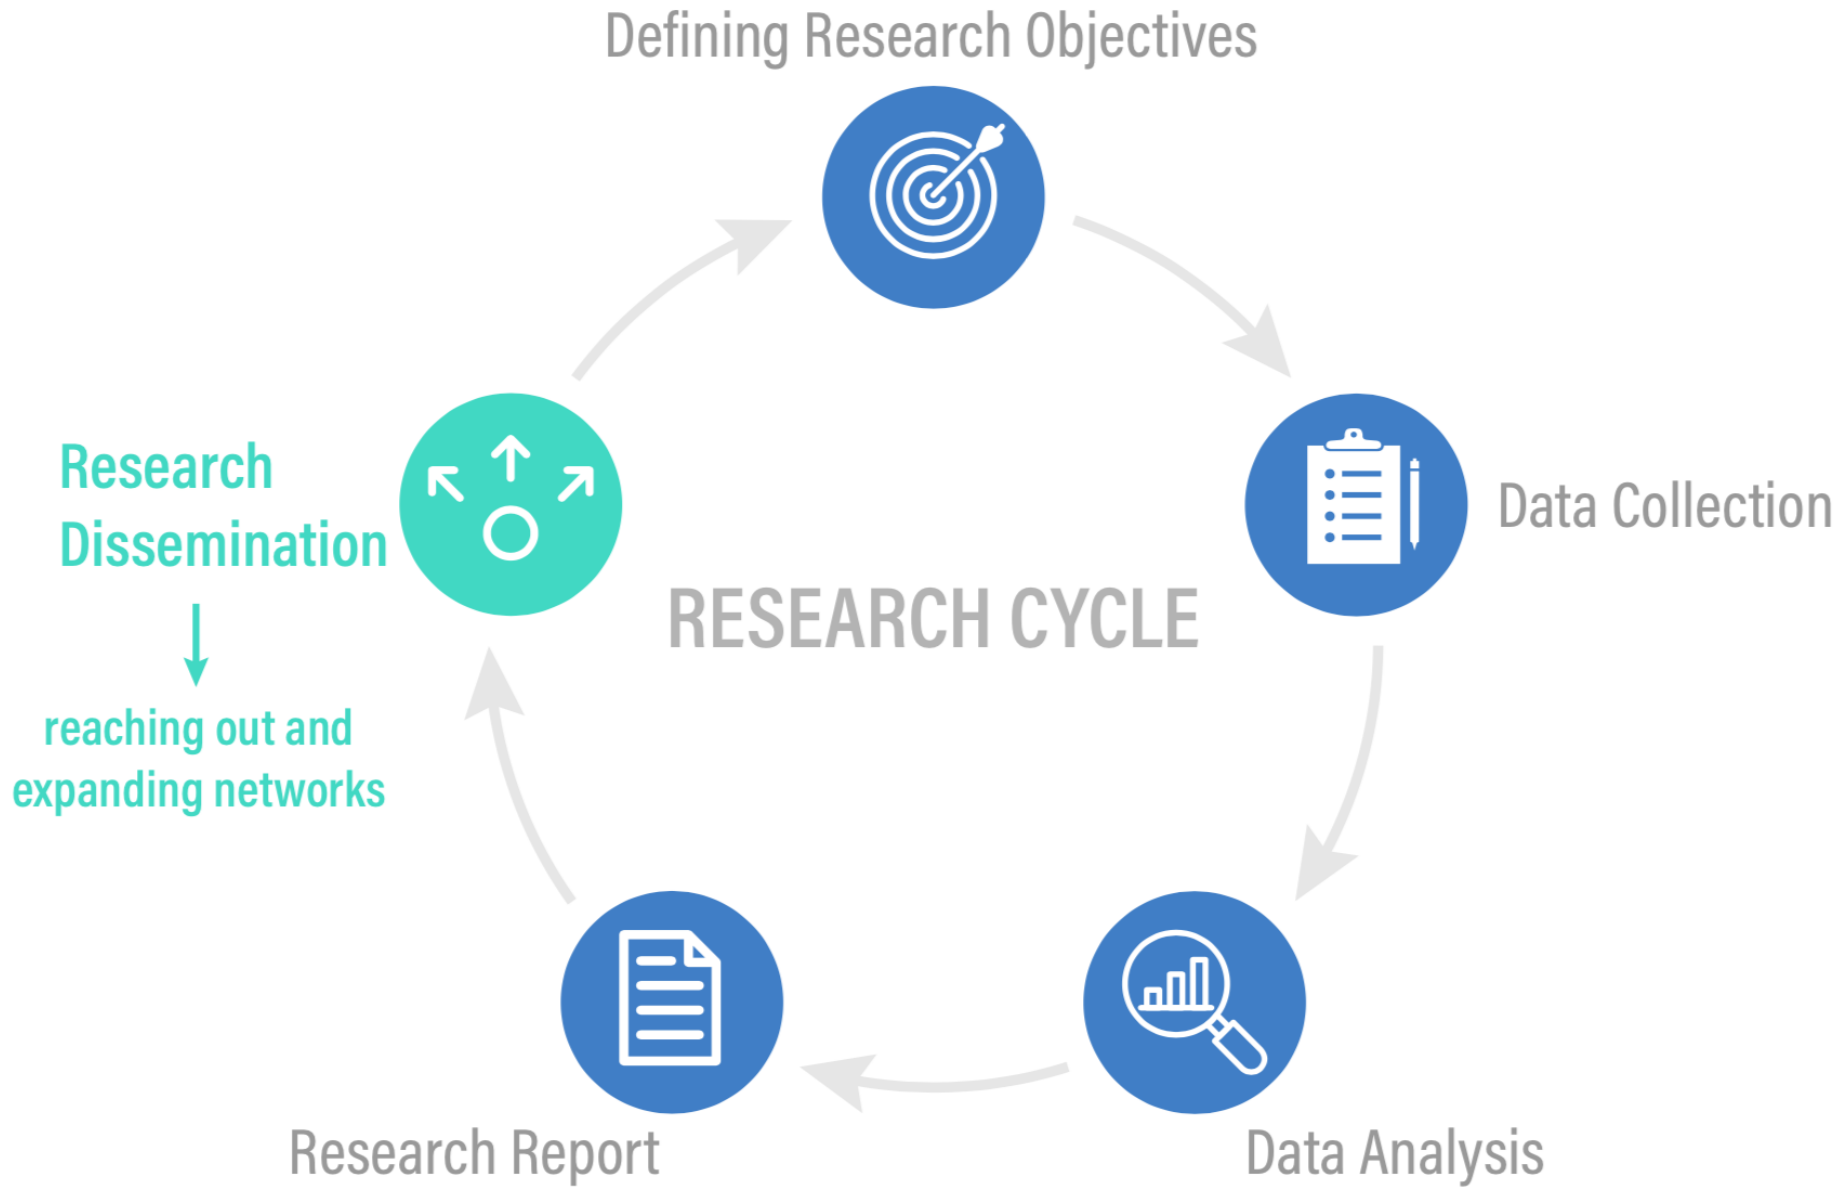 Defining Research Objectives
Data Collection
Research
Dissemination
RESEARCH CYCLE
reaching out and
expanding networks
Research Report
Data Analysis